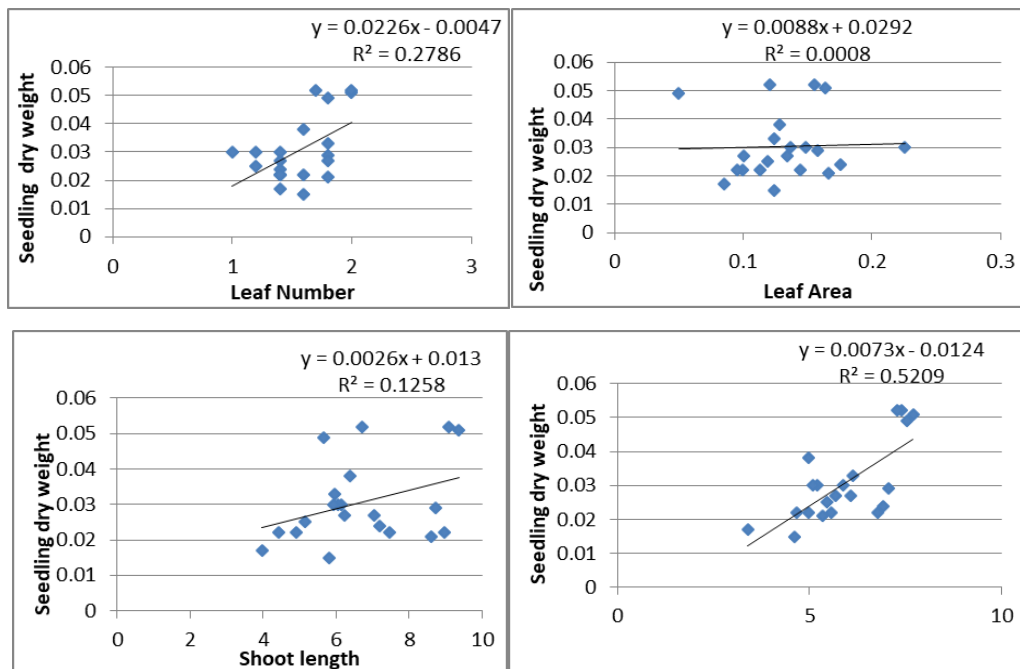 y = 0.0226x - 0.0047
R² = 0.2786
Seedling dry weight
0.06
0.05
0.04
0.03
0.02
0.01
0
0 1 2 3
Leaf Number
y = 0.0088x + 0.0292
R² = 0.0008
Seedling dry weight
0.06
0.05
0.04
0.03
0.02
0.01
0
0 0.1 0.2 0.3
Leaf Area
y = 0.0026x + 0.013
R² = 0.1258
Seedling dry weight
0.06
0.05
0.04
0.03
0.02
0.01
0
0 2 4 6 8 10
Shoot length
y = 0.0073x - 0.0124
R² = 0.5209
Seedling dry weight
0.06
0.05
0.04
0.03
0.02
0.01
0
0 5 10